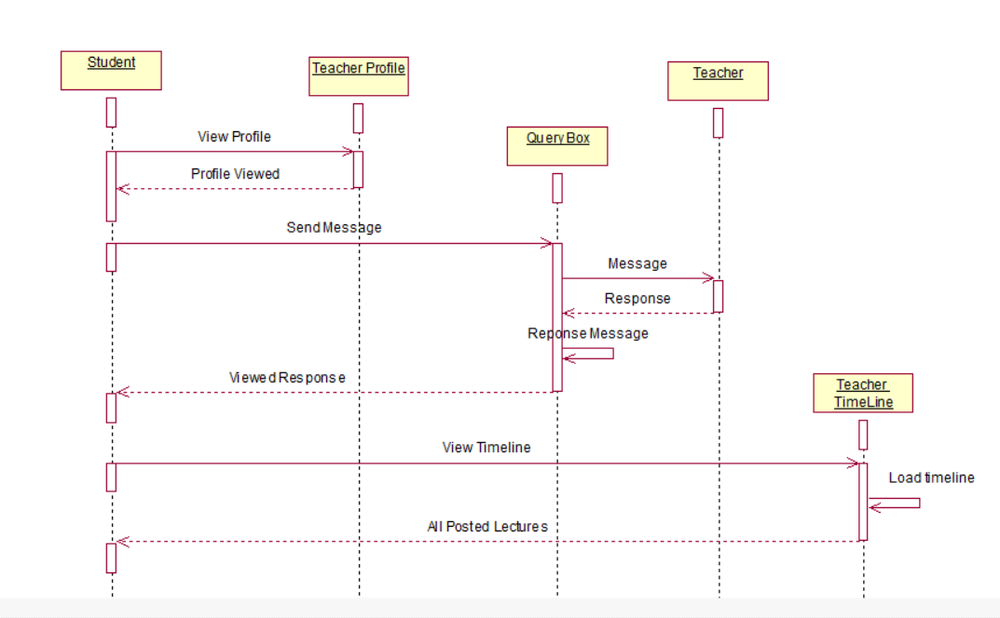 Student
Teacher Profile
Teacher
Query Box
View Profile
Profile Viewed
Send Message
Message
Response
Reponse Message
Viewed Response
Teacher
TimeLine
View Timeline
Load timeline
All Posted Lectures